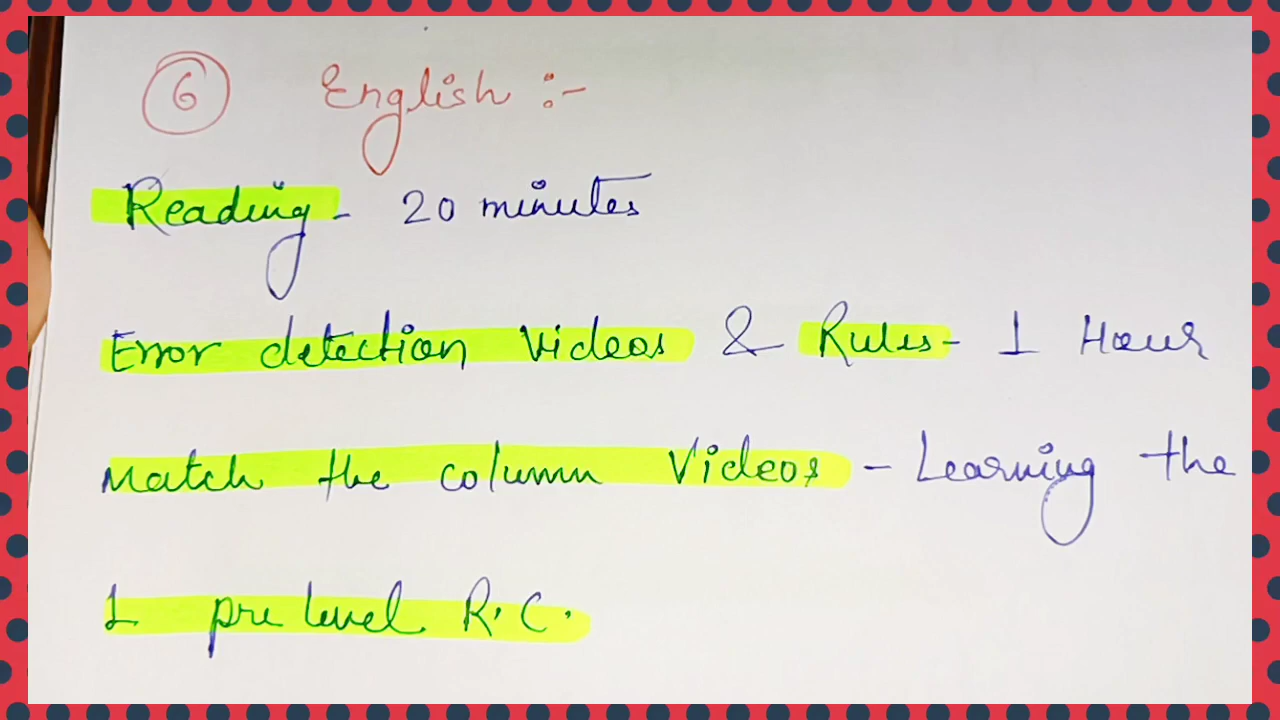 6 English :-
Reading - 20 minutes
Error detection Videos & Rules - 1 Hour
Match the column Videos - Learning the
1 pre level R.C.